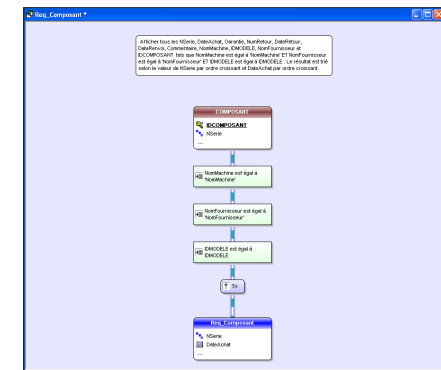 Req_Composant *
Afficher tous les NSerie, DateAchat, Garantie, NumRetour, DateRetour,
DateRenvoi, Commentaire, NomMachine, IDMODELE, NomFournisseur et
IDCOMPOSANT tels que NomMachine est égal à 'NomMachine' ET NomFournisseur
est égal à 'NomFournisseur' ET IDMODELE est égal à IDMODELE . Le résultat est trié
selon la valeur de NSerie par ordre croissant et DateAchat par ordre croissant.
COMPOSANT
IDCOMPOSANT
NSerie
...
NomMachine est égal à
'NomMachine'
NomFournisseur est égal à
'NomFournisseur'
IDMODELE est égal à
IDMODELE
Tri
Req_Composant
NSerie
DateAchat
...